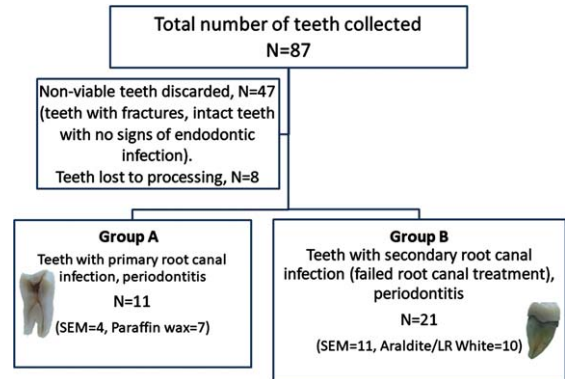 Total number of teeth collected
N=87
Non-viable teeth discarded, N=47
(teeth with fractures, intact teeth
with no signs of endodontic
infection).
Teeth lost to processing, N=8
Group A
Teeth with primary root canal
infection, periodontitis
N=11
(SEM=4, Paraffin wax=7)
Group B
Teeth with secondary root canal
infection (failed root canal treatment),
periodontitis
N=21
(SEM=11, Araldite/LR White=10)